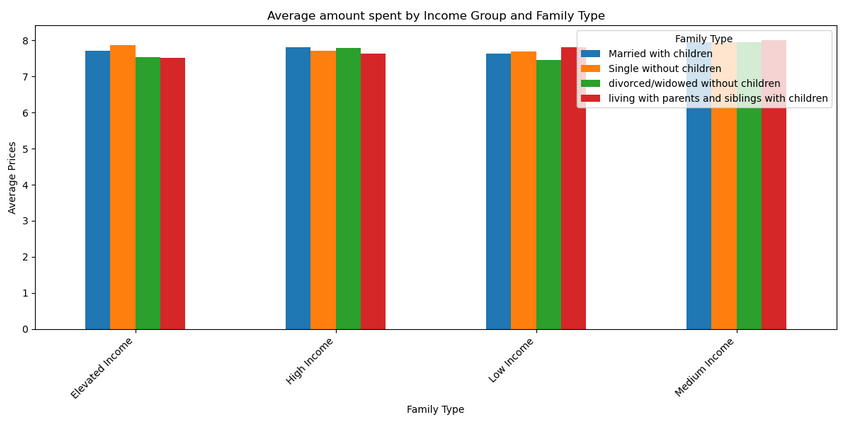 Average amount spent by Income Group and Family Type
Average Prices
8
7
6
5
4
3
2
1
0
Family Type
Married with children
Single without children
divorced/widowed without children
living with parents and siblings with children
Elevated Income
High Income
Low Income
Medium Income
Family Type